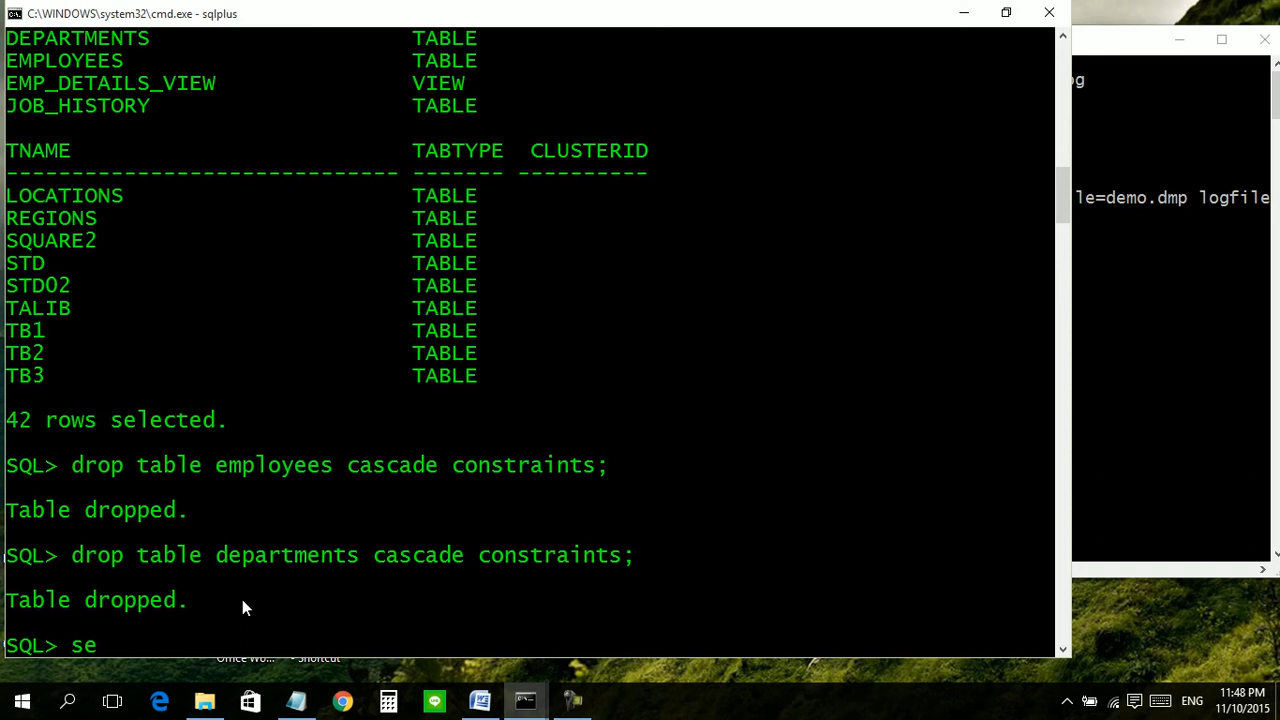 C:\WINDOWS\system32\cmd.exe - sqlplus
DEPARTMENTS TABLE
EMPLOYEES TABLE
EMP_DETAILS_VIEW VIEW
JOB_HISTORY TABLE
TNAME TABTYPE CLUSTERID
------------------------------ ------- ----------
LOCATIONS TABLE
REGIONS TABLE
SQUARE2 TABLE
STD TABLE
STD02 TABLE
TALIB TABLE
TB1 TABLE
TB2 TABLE
TB3 TABLE
42 rows selected.
SQL> drop table employees cascade constraints;
Table dropped.
SQL> drop table departments cascade constraints;
Table dropped.
SQL> se
og
le=demo.dmp logfile
Office Wo... - Shortcut
ENG
11:48 PM
11/10/2015